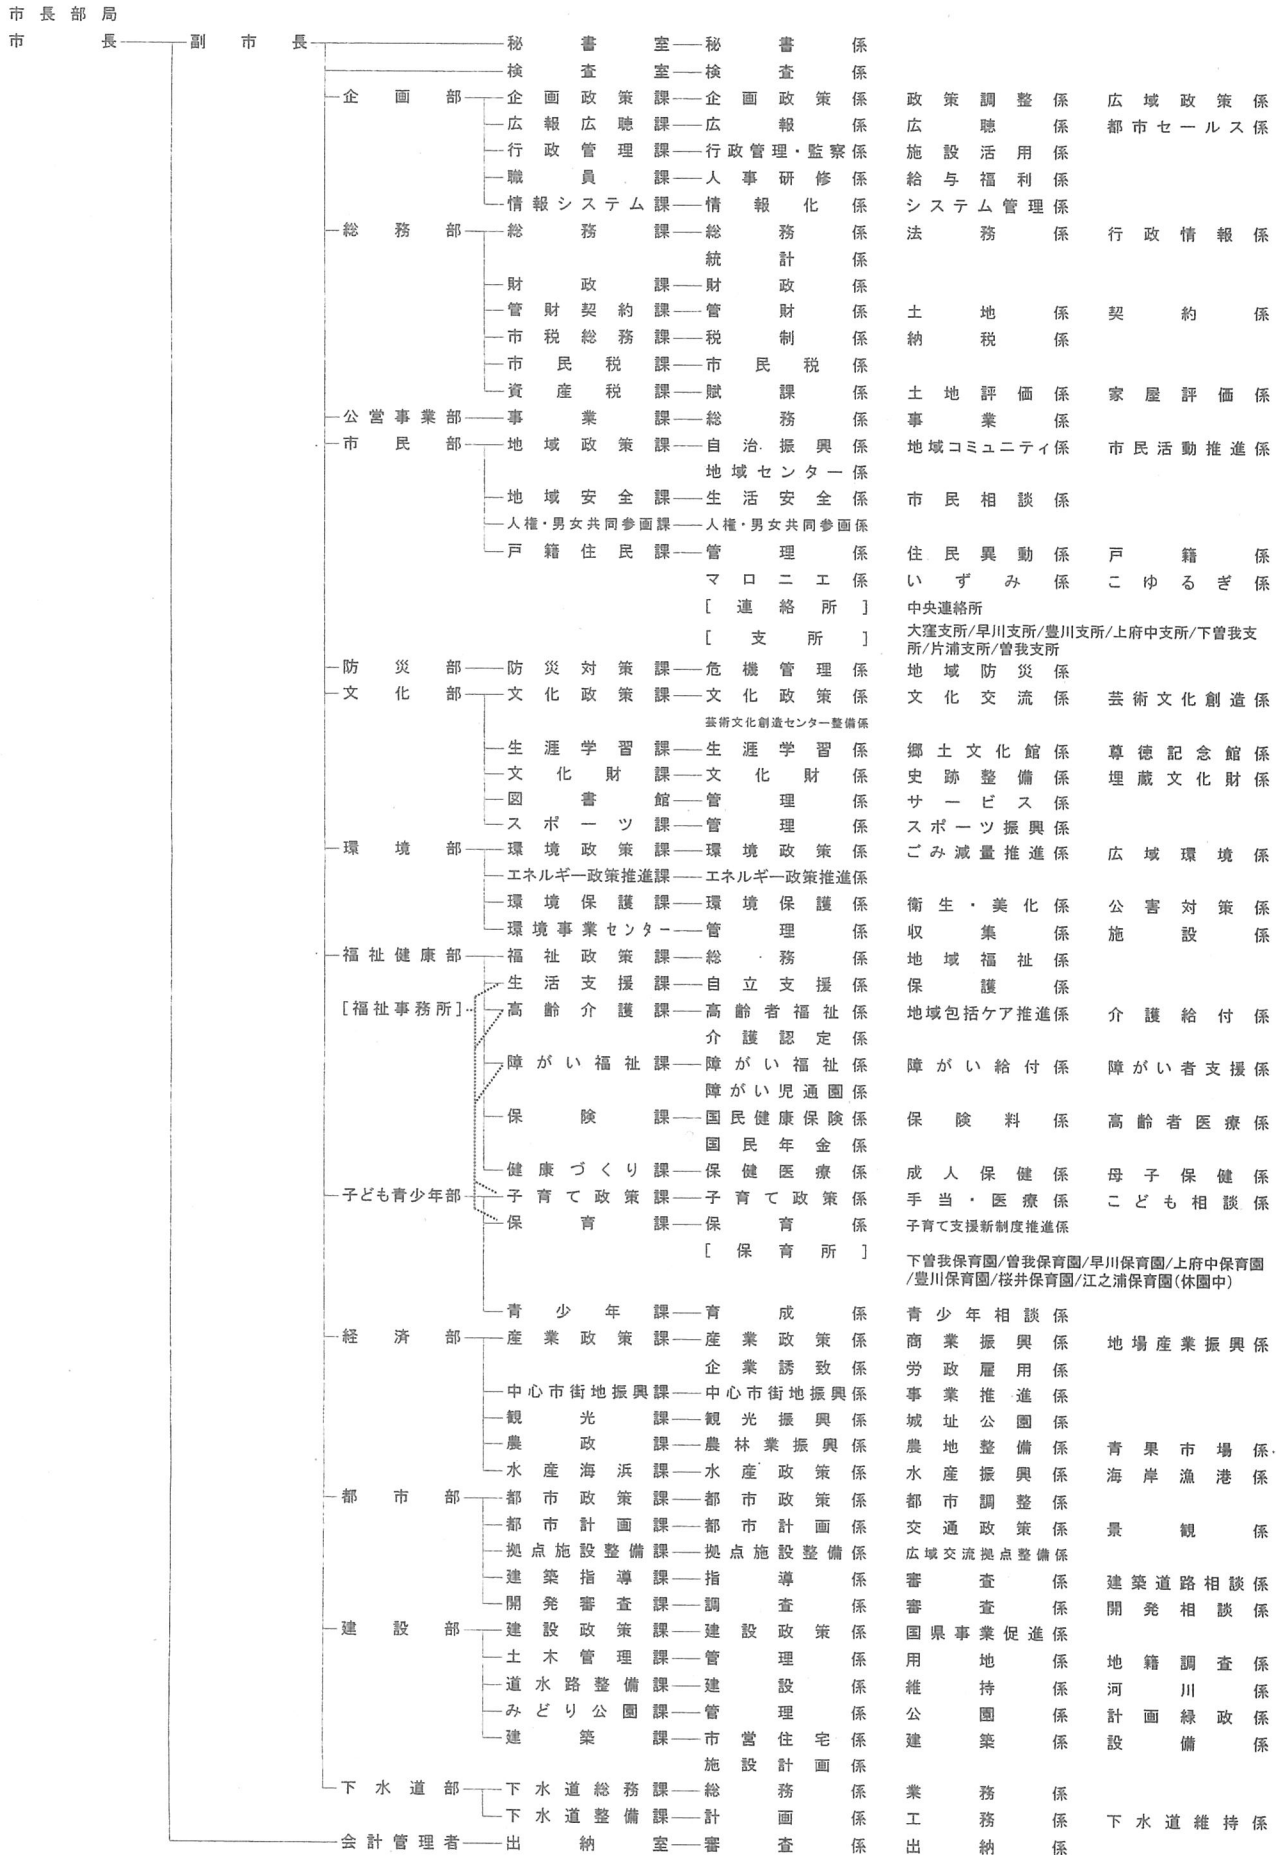 市長部局
市長 副市長 秘書室 秘書係
検査室 検査係
企画部 企画政策課 企画政策係 政策調整係 広域政策係
広報広聴課 広報係 広聴係 都市セールス係
行政管理課 行政管理・監察係 施設活用係
職員課 人事研修係 給与福利係
情報システム課 情報化係 システム管理係
総務部 総務課 総務係 法務係 行政情報係
統計係
財政課 財政係
管財契約課 管財係 土地係 契約係
市税総務課 税制係 納税係
市民税課 市民税係
資産税課 賦課係 土地評価係 家屋評価係
公営事業部 事業課 総務係 事業係
市民部 地域政策課 自治振興係 地域コミュニティ係 市民活動推進係
地域センター係
地域安全課 生活安全係 市民相談係
人権・男女共同参画課 人権・男女共同参画係
戸籍住民課 管理係 住民異動係 戸籍係
マロニエ係 いずみ係 こゆるぎ係
[連絡所] 中央連絡所
[支所] 大窪支所/早川支所/豊川支所/上府中支所/下曽我支
所/片浦支所/曽我支所
防災部 防災対策課 危機管理係 地域防災係
文化部 文化政策課 文化政策係 文化交流係 芸術文化創造係
芸術文化創造センター整備係
生涯学習課 生涯学習係 郷土文化館係 尊徳記念館係
文化財課 文化財係 史跡整備係 埋蔵文化財係
図書館 管理係 サービス係
スポーツ課 管理係 スポーツ振興係
環境部 環境政策課 環境政策係 ごみ減量推進係 広域環境係
エネルギー政策推進課 エネルギー政策推進係
環境保護課 環境保護係 衛生・美化係 公害対策係
環境事業センター 管理係 収集係 施設係
福祉健康部 福祉政策課 総務係 地域福祉係
生活支援課 自立支援係 保護係
[福祉事務所] 高齢介護課 高齢者福祉係 地域包括ケア推進係 介護給付係
介護認定係
障がい福祉課 障がい福祉係 障がい給付係 障がい者支援係
障がい児通園係
保険課 国民健康保険係 保険料係 高齢者医療係
国民年金係
健康づくり課 保健医療係 成人保健係 母子保健係
子ども青少年部 子育て政策課 子育て政策係 手当・医療係 こども相談係
保育課 保育係 子育て支援新制度推進係
[保育所] 下曽我保育園/曽我保育園/早川保育園/上府中保育園
/豊川保育園/桜井保育園/江之浦保育園(休園中)
青少年課 育成係 青少年相談係
経済部 産業政策課 産業政策係 商業振興係 地場産業振興係
企業誘致係 労政雇用係
中心市街地振興課 中心市街地振興係 事業推進係
観光課 観光振興係 城址公園係
農政課 農林業振興係 農地整備係 青果市場係
水産海浜課 水産政策係 水産振興係 海岸漁港係
都市部 都市政策課 都市政策係 都市調整係
都市計画課 都市計画係 交通政策係 景観係
拠点施設整備課 拠点施設整備係 広域交流拠点整備係
建築指導課 指導係 審査係 建築道路相談係
開発審査課 調査係 審査係 開発相談係
建設部 建設政策課 建設政策係 国県事業促進係
土木管理課 管理係 用地係 地籍調査係
道水路整備課 建設係 維持係 河川係
みどり公園課 管理係 公園係 計画緑政係
建築課 市営住宅係 建築係 設備係
施設計画係
下水道部 下水道総務課 総務係 業務係
下水道整備課 計画係 工務係 下水道維持係
会計管理者 出納室 審査係 出納係